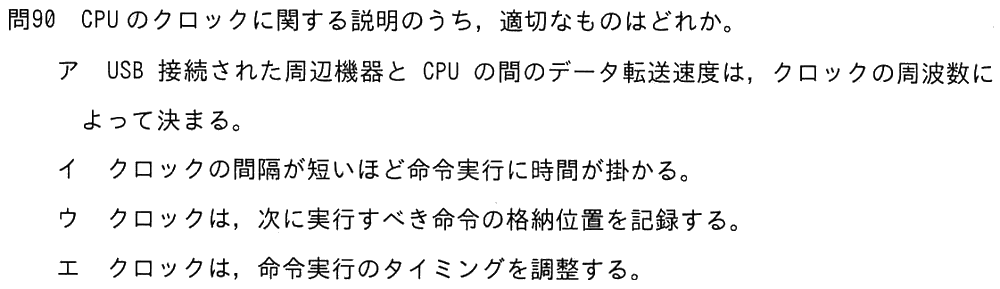 問90 CPUのクロックに関する説明のうち，適切なものはどれか。
ア USB 接続された周辺機器と CPU の間のデータ転送速度は，クロックの周波数に
よって決まる。
イ クロックの間隔が短いほど命令実行に時間が掛かる。
ウ クロックは，次に実行すべき命令の格納位置を記録する。
エ クロックは，命令実行のタイミングを調整する。